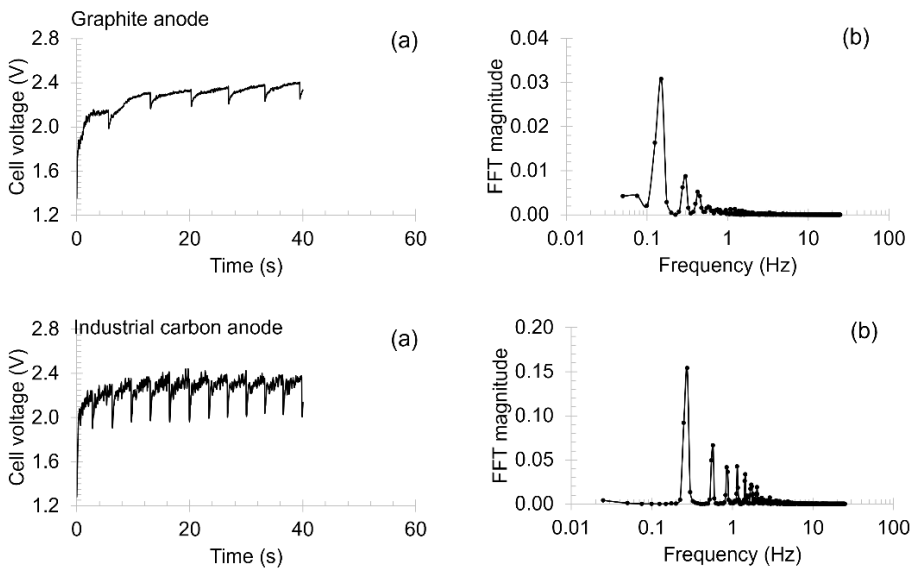 Graphite anode
(a)
Cell voltage (V)
2.8
2.4
2.0
1.6
1.2
0
20
40
60
Time (s)
(b)
FFT magnitude
0.04
0.03
0.02
0.01
0.00
0.01
0.1
1
10
100
Frequency (Hz)
Industrial carbon anode
(a)
Cell voltage (V)
2.8
2.4
2.0
1.6
1.2
0
20
40
60
Time (s)
(b)
FFT magnitude
0.20
0.15
0.10
0.05
0.00
0.01
0.1
1
10
100
Frequency (Hz)